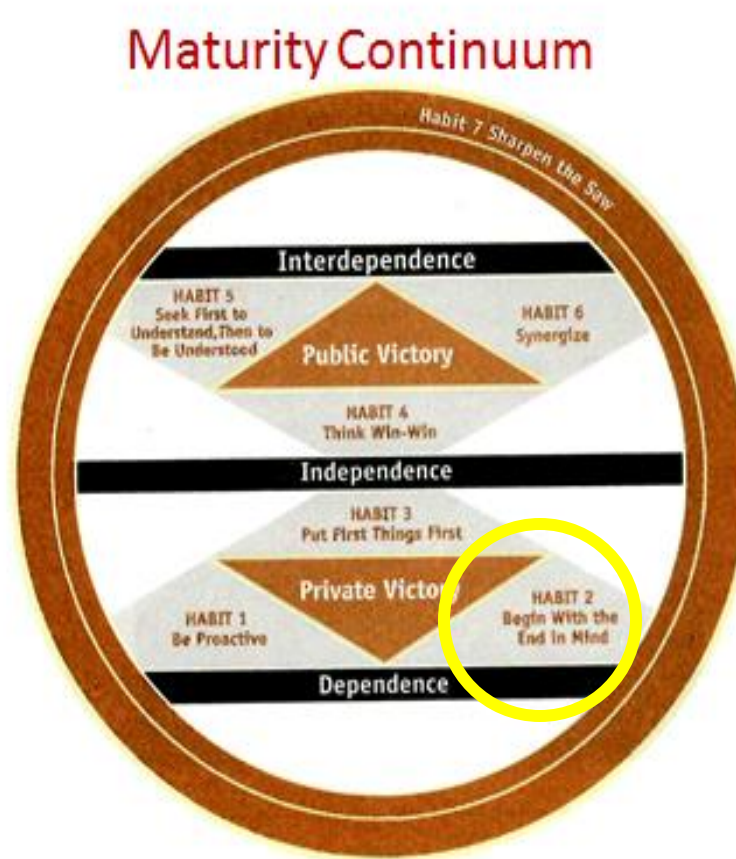 Maturity Continuum
Habit 7 Sharpen the Saw
Interdependence
HABIT 5
Seek First to
Understand,Then to
Be Understood
HABIT 6
Synergize
Public Victory
HABIT 4
Think Win-Win
Independence
HABIT 3
Put First Things First
Private Victory
HABIT 1
Be Proactive
HABIT 2
Begin With the
End in Mind
Dependence